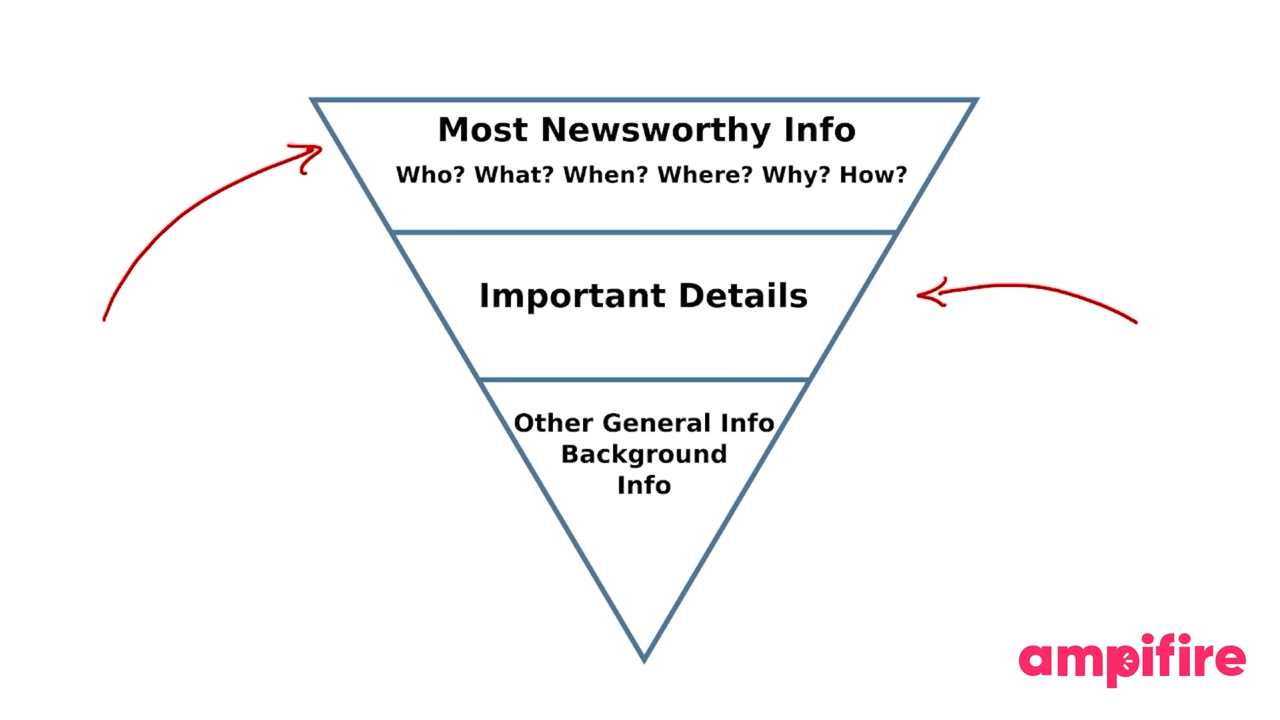 Most Newsworthy Info
Who? What? When? Where? Why? How?
Important Details
Other General Info
Background
Info
ampifire